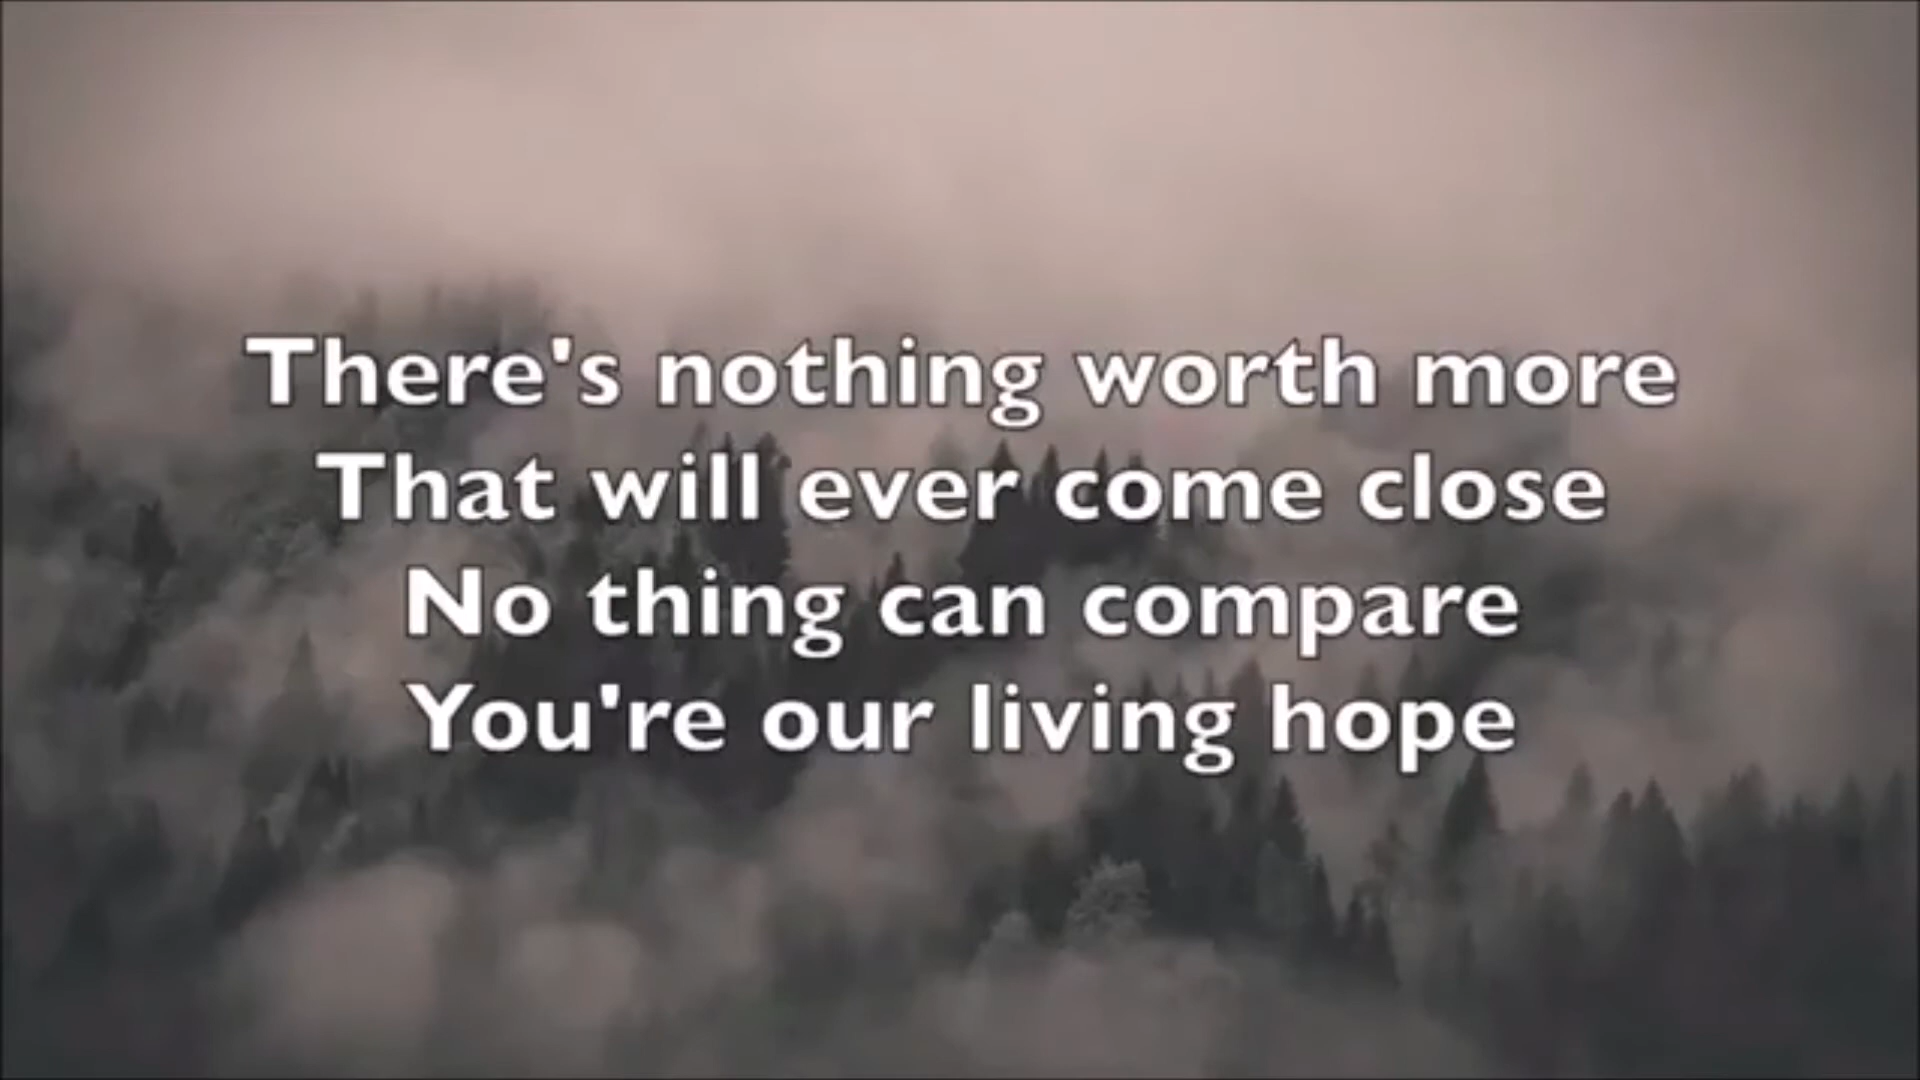 There's nothing worth more
That will ever come close
No thing can compare
You're our living hope